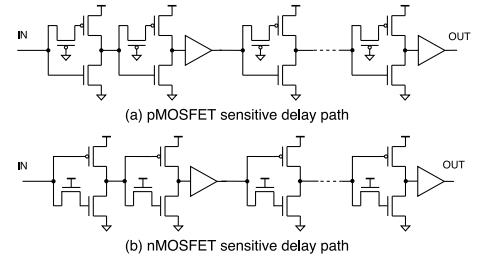 IN
OUT
(a) pMOSFET sensitive delay path
IN
OUT
(b) nMOSFET sensitive delay path